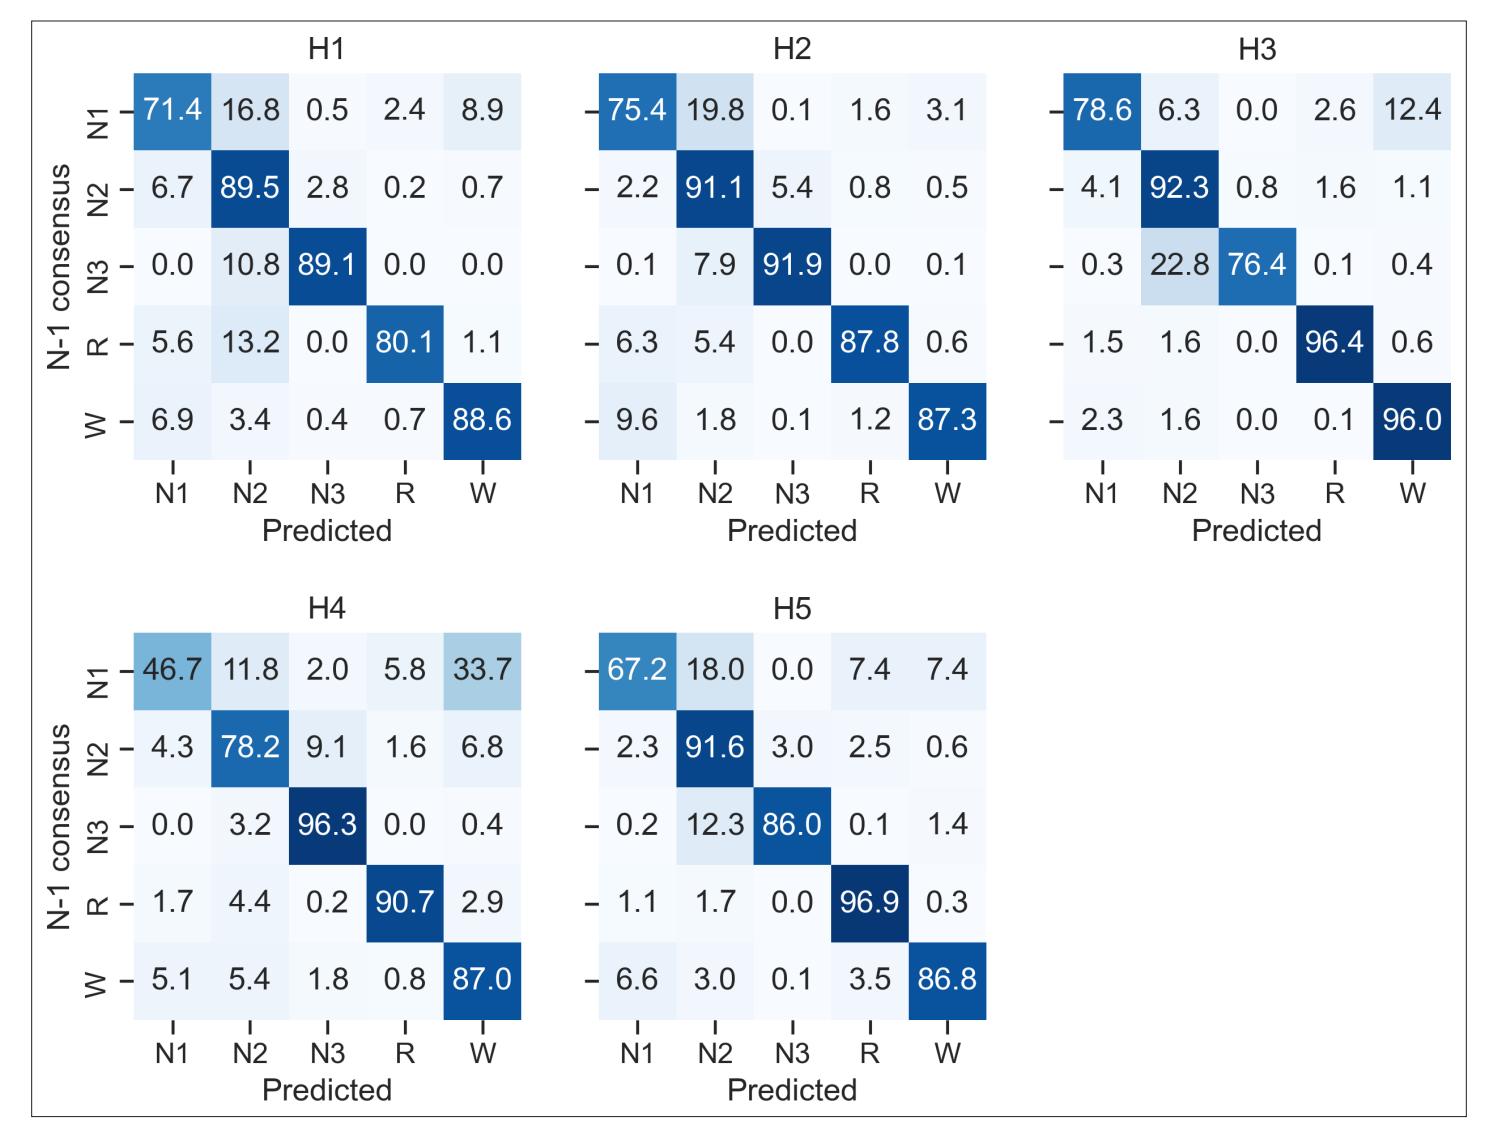 H1 H2 H3
N-1 consensus
N1 71.4 16.8 0.5 2.4 8.9 75.4 19.8 0.1 1.6 3.1 78.6 6.3 0.0 2.6 12.4
N2 6.7 89.5 2.8 0.2 0.7 2.2 91.1 5.4 0.8 0.5 4.1 92.3 0.8 1.6 1.1
N3 0.0 10.8 89.1 0.0 0.0 0.1 7.9 91.9 0.0 0.1 0.3 22.8 76.4 0.1 0.4
R 5.6 13.2 0.0 80.1 1.1 6.3 5.4 0.0 87.8 0.6 1.5 1.6 0.0 96.4 0.6
W 6.9 3.4 0.4 0.7 88.6 9.6 1.8 0.1 1.2 87.3 2.3 1.6 0.0 0.1 96.0
N1 N2 N3 R W N1 N2 N3 R W N1 N2 N3 R W
Predicted Predicted Predicted
H4 H5
N-1 consensus
N1 46.7 11.8 2.0 5.8 33.7 67.2 18.0 0.0 7.4 7.4
N2 4.3 78.2 9.1 1.6 6.8 2.3 91.6 3.0 2.5 0.6
N3 0.0 3.2 96.3 0.0 0.4 0.2 12.3 86.0 0.1 1.4
R 1.7 4.4 0.2 90.7 2.9 1.1 1.7 0.0 96.9 0.3
W 5.1 5.4 1.8 0.8 87.0 6.6 3.0 0.1 3.5 86.8
N1 N2 N3 R W N1 N2 N3 R W
Predicted Predicted